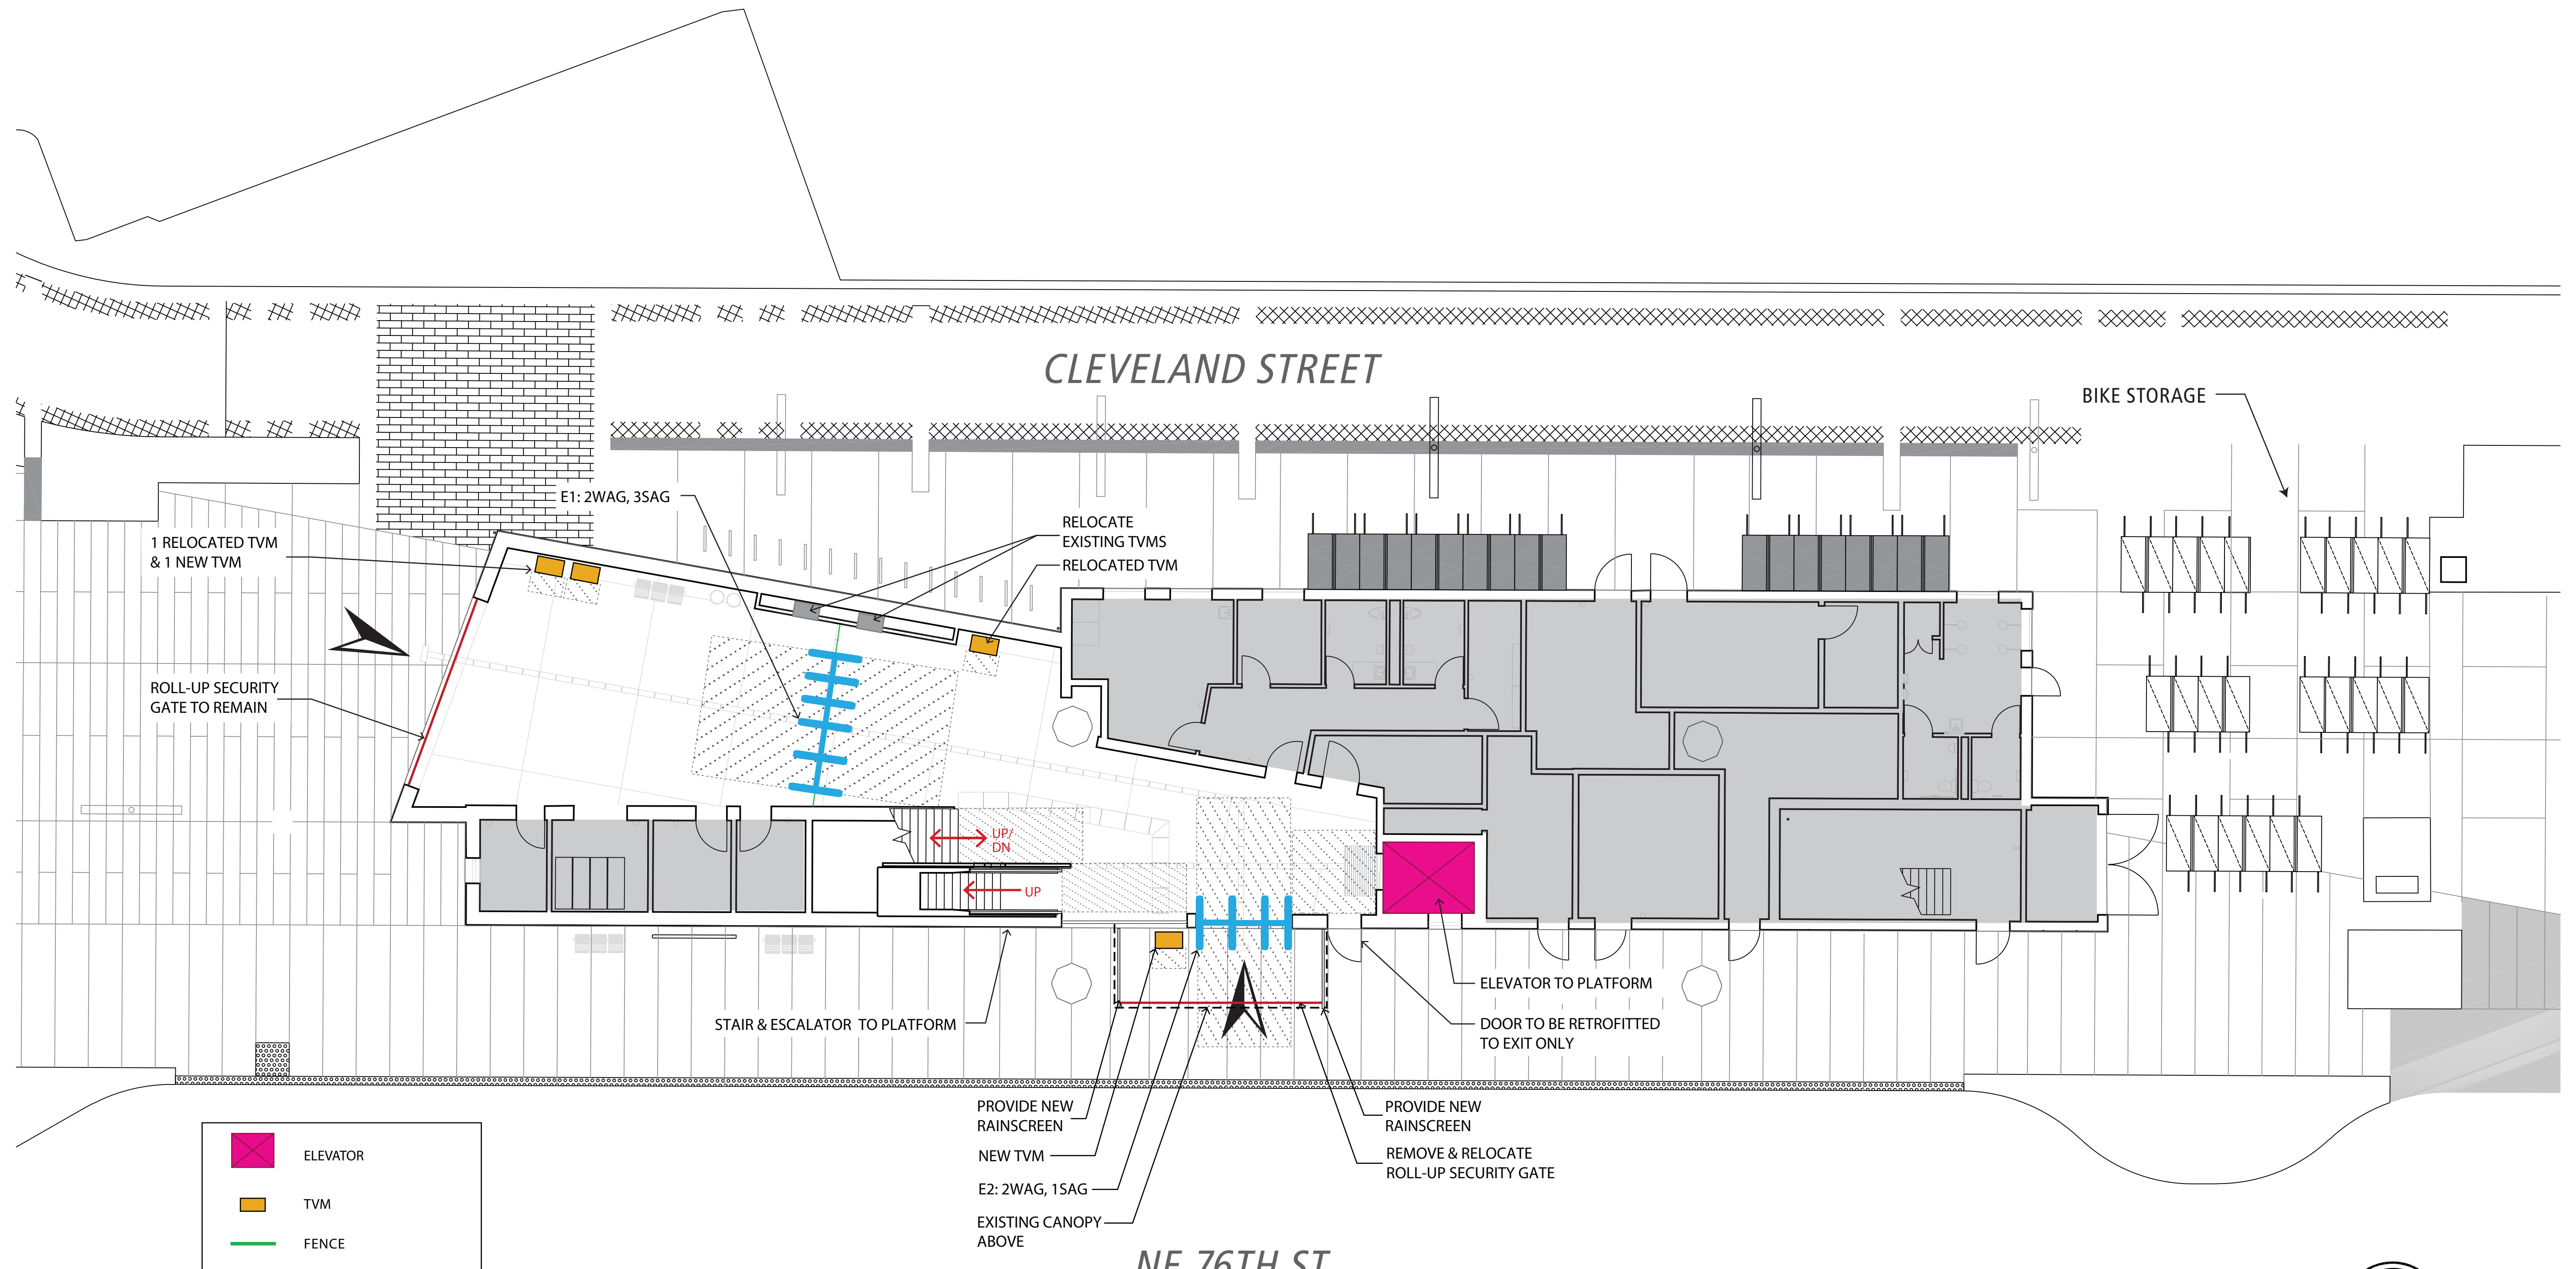 CLEVELAND STREET
BIKE STORAGE
E1: 2WAG, 3SAG
RELOCATE
EXISTING TVMS
RELOCATED TVM
1 RELOCATED TVM
& 1 NEW TVM
ROLL-UP SECURITY
GATE TO REMAIN
UP/
DN
UP
STAIR & ESCALATOR TO PLATFORM
ELEVATOR TO PLATFORM
DOOR TO BE RETROFITTED
TO EXIT ONLY
PROVIDE NEW
RAINSCREEN
NEW TVM
E2: 2WAG, 1SAG
EXISTING CANOPY
ABOVE
PROVIDE NEW
RAINSCREEN
REMOVE & RELOCATE
ROLL-UP SECURITY GATE
NE 76TH ST
ELEVATOR
TVM
FENCE